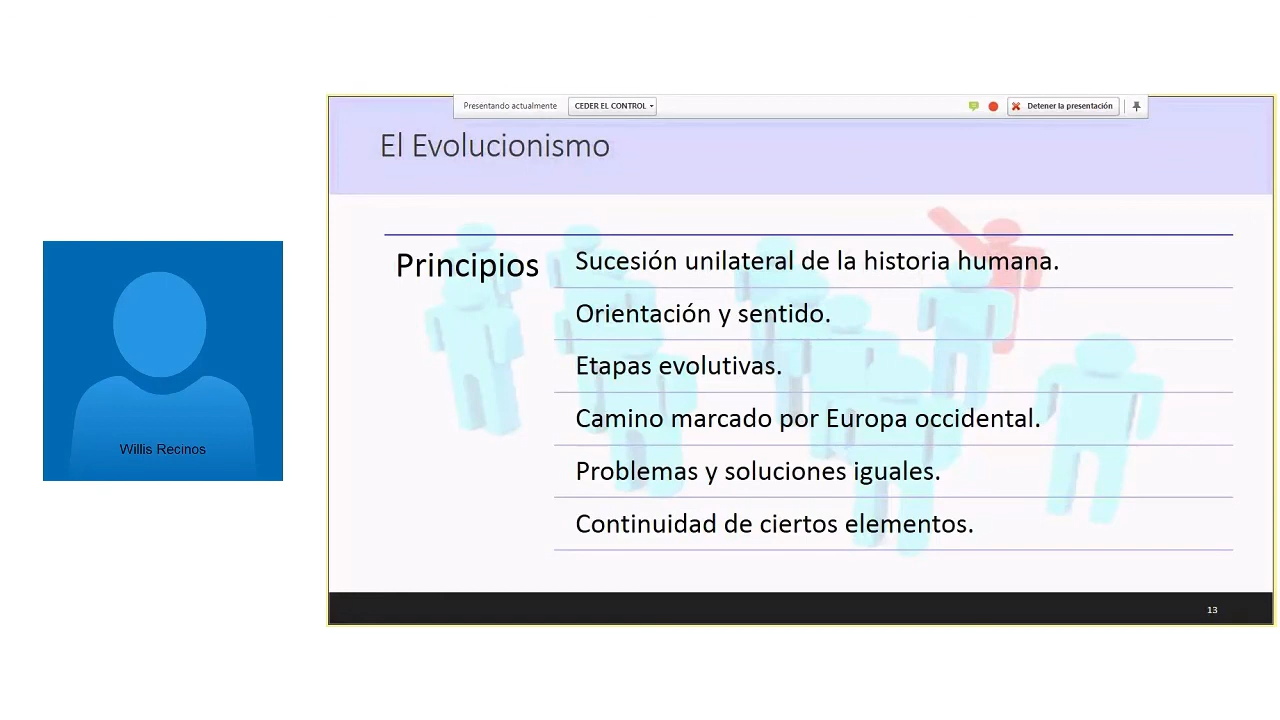 Presentando actualmente
CEDER EL CONTROL
Detener la presentación
El Evolucionismo
Principios
Sucesión unilateral de la historia humana.
Orientación y sentido.
Etapas evolutivas.
Camino marcado por Europa occidental.
Problemas y soluciones iguales.
Continuidad de ciertos elementos.
Willis Recinos
13